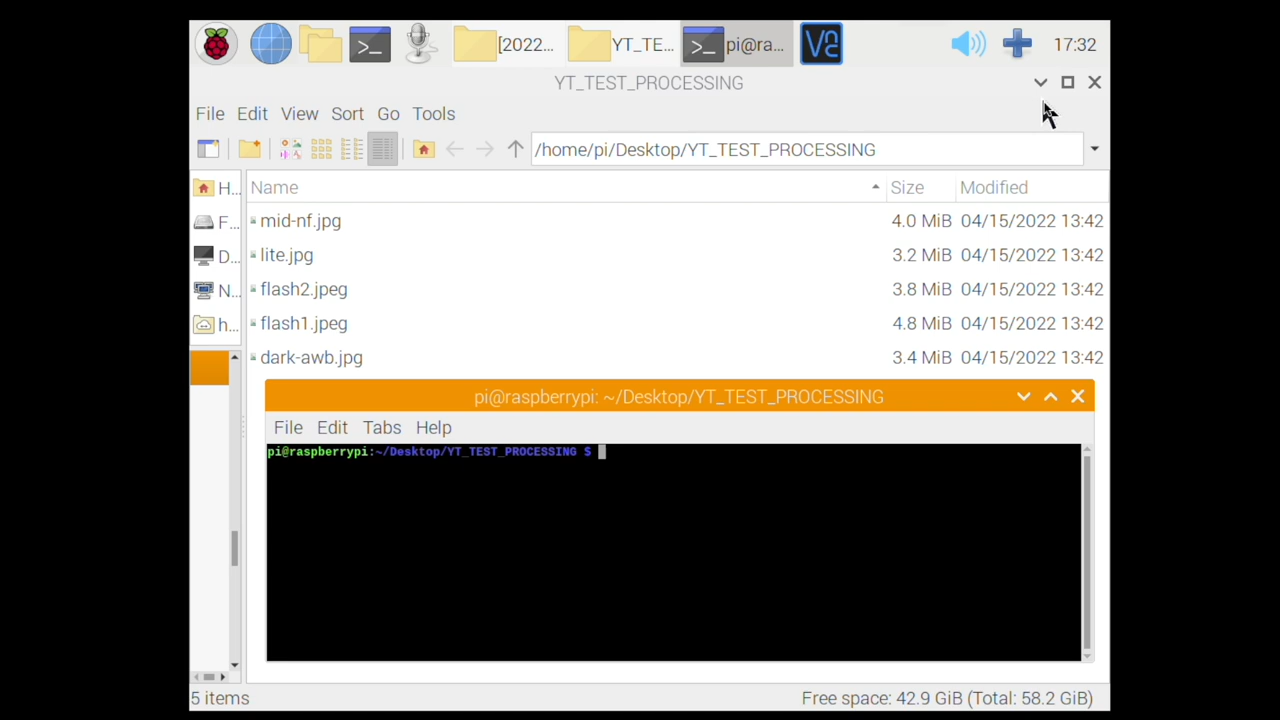 [2022... YT_TE... pi@ra... 17:32
YT_TEST_PROCESSING
File Edit View Sort Go Tools
/home/pi/Desktop/YT_TEST_PROCESSING
H... Name Size Modified
mid-nf.jpg 4.0 MiB 04/15/2022 13:42
F...
lite.jpg 3.2 MiB 04/15/2022 13:42
D...
flash2.jpeg 3.8 MiB 04/15/2022 13:42
N...
flash1.jpeg 4.8 MiB 04/15/2022 13:42
h...
dark-awb.jpg 3.4 MiB 04/15/2022 13:42
pi@raspberrypi: ~/Desktop/YT_TEST_PROCESSING
File Edit Tabs Help
pi@raspberrypi:~/Desktop/YT_TEST_PROCESSING $
5 items Free space: 42.9 GiB (Total: 58.2 GiB)